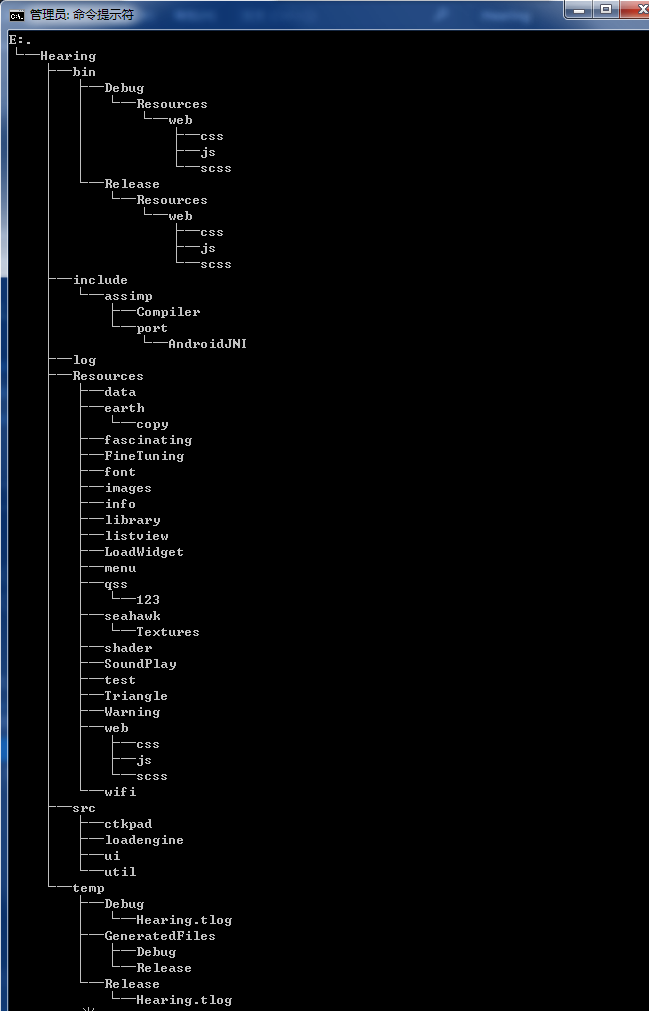 管理员: 命令提示符
E:.
└─Hearing
    ├─bin
    │  ├─Debug
    │  │  └─Resources
    │  │      └─web
    │  │          ├─css
    │  │          ├─js
    │  │          └─scss
    │  └─Release
    │      └─Resources
    │          └─web
    │              ├─css
    │              ├─js
    │              └─scss
    ├─include
    │  └─assimp
    │      ├─Compiler
    │      └─port
    │          └─AndroidJNI
    ├─log
    ├─Resources
    │  ├─data
    │  ├─earth
    │  │  └─copy
    │  ├─fascinating
    │  ├─FineTuning
    │  ├─font
    │  ├─images
    │  ├─info
    │  ├─library
    │  ├─listview
    │  ├─LoadWidget
    │  ├─menu
    │  ├─qss
    │  │  └─123
    │  ├─seahawk
    │  │  └─Textures
    │  ├─shader
    │  ├─SoundPlay
    │  ├─test
    │  ├─Triangle
    │  ├─Warning
    │  ├─web
    │  │  ├─css
    │  │  ├─js
    │  │  └─scss
    │  └─wifi
    ├─src
    │  ├─ctkpad
    │  ├─loadengine
    │  ├─ui
    │  └─util
    └─temp
        ├─Debug
        │  └─Hearing.tlog
        ├─GeneratedFiles
        │  ├─Debug
        │  └─Release
        └─Release
            └─Hearing.tlog